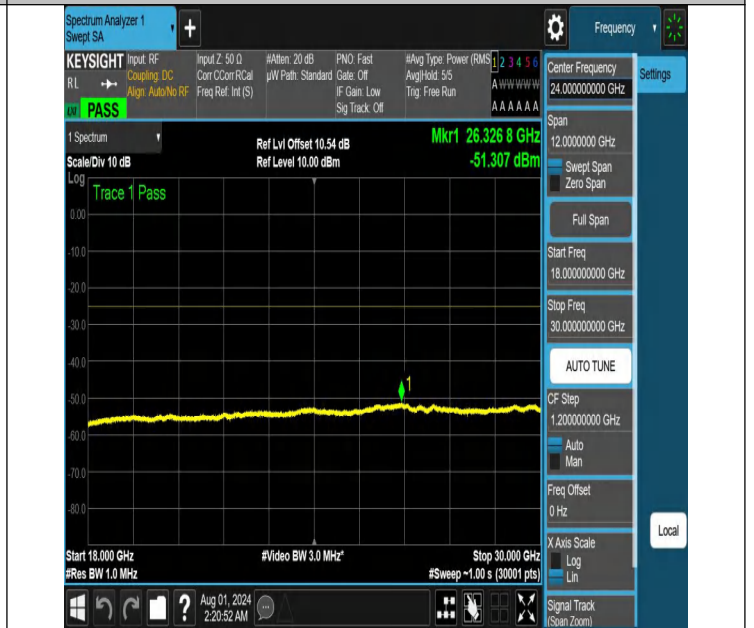 Spectrum Analyzer 1
Swept SA
+
Frequency
KEYSIGHT
RL
PASS
Input: RF
Coupling: DC
Align: Auto/No RF
Input Z: 50 Ω
Corr CCorr RCal
Freq Ref: Int (S)
#Atten: 20 dB
µW Path: Standard
PNO: Fast
Gate: Off
IF Gain: Low
Sig Track: Off
#Avg Type: Power (RMS
Avg|Hold: 5/5
Trig: Free Run
1 2 3 4 5 6
A W W W W W
A A A A A A
1 Spectrum
Scale/Div 10 dB
Ref Lvl Offset 10.54 dB
Ref Level 10.00 dBm
Mkr1 26.326 8 GHz
-51.307 dBm
Log
Trace 1 Pass
0.00
-10.0
-20.0
-30.0
-40.0
-50.0
-60.0
-70.0
-80.0
1
Start 18.000 GHz
#Res BW 1.0 MHz
#Video BW 3.0 MHz*
Stop 30.000 GHz
#Sweep ~1.00 s (30001 pts)
Aug 01, 2024
2:20:52 AM
?
Center Frequency
24.000000000 GHz
Settings
Span
12.0000000 GHz
Swept Span
Zero Span
Full Span
Start Freq
18.000000000 GHz
Stop Freq
30.000000000 GHz
AUTO TUNE
CF Step
1.200000000 GHz
Auto
Man
Freq Offset
0 Hz
X Axis Scale
Log
Lin
Signal Track
(Span Zoom)
Local